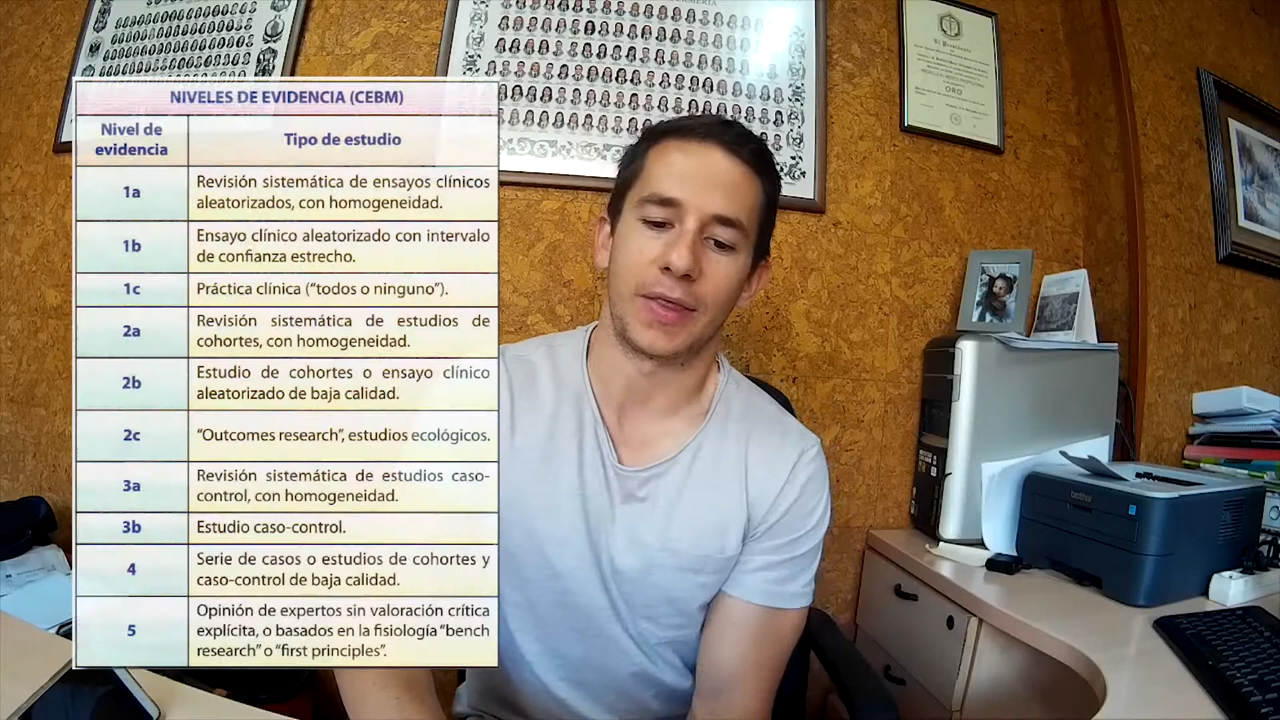 ENFERMERÍA
El Presidente
ORO
NIVELES DE EVIDENCIA (CEBM)
Nivel de
evidencia
Tipo de estudio
1a
Revisión sistemática de ensayos clínicos
aleatorizados, con homogeneidad.
1b
Ensayo clínico aleatorizado con intervalo
de confianza estrecho.
1c
Práctica clínica (“todos o ninguno”).
2a
Revisión sistemática de estudios de
cohortes, con homogeneidad.
2b
Estudio de cohortes o ensayo clínico
aleatorizado de baja calidad.
2c
“Outcomes research”, estudios ecológicos.
3a
Revisión sistemática de estudios caso-
control, con homogeneidad.
3b
Estudio caso-control.
4
Serie de casos o estudios de cohortes y
caso-control de baja calidad.
5
Opinión de expertos sin valoración crítica
explícita, o basados en la fisiología “bench
research” o “first principles”.
brother